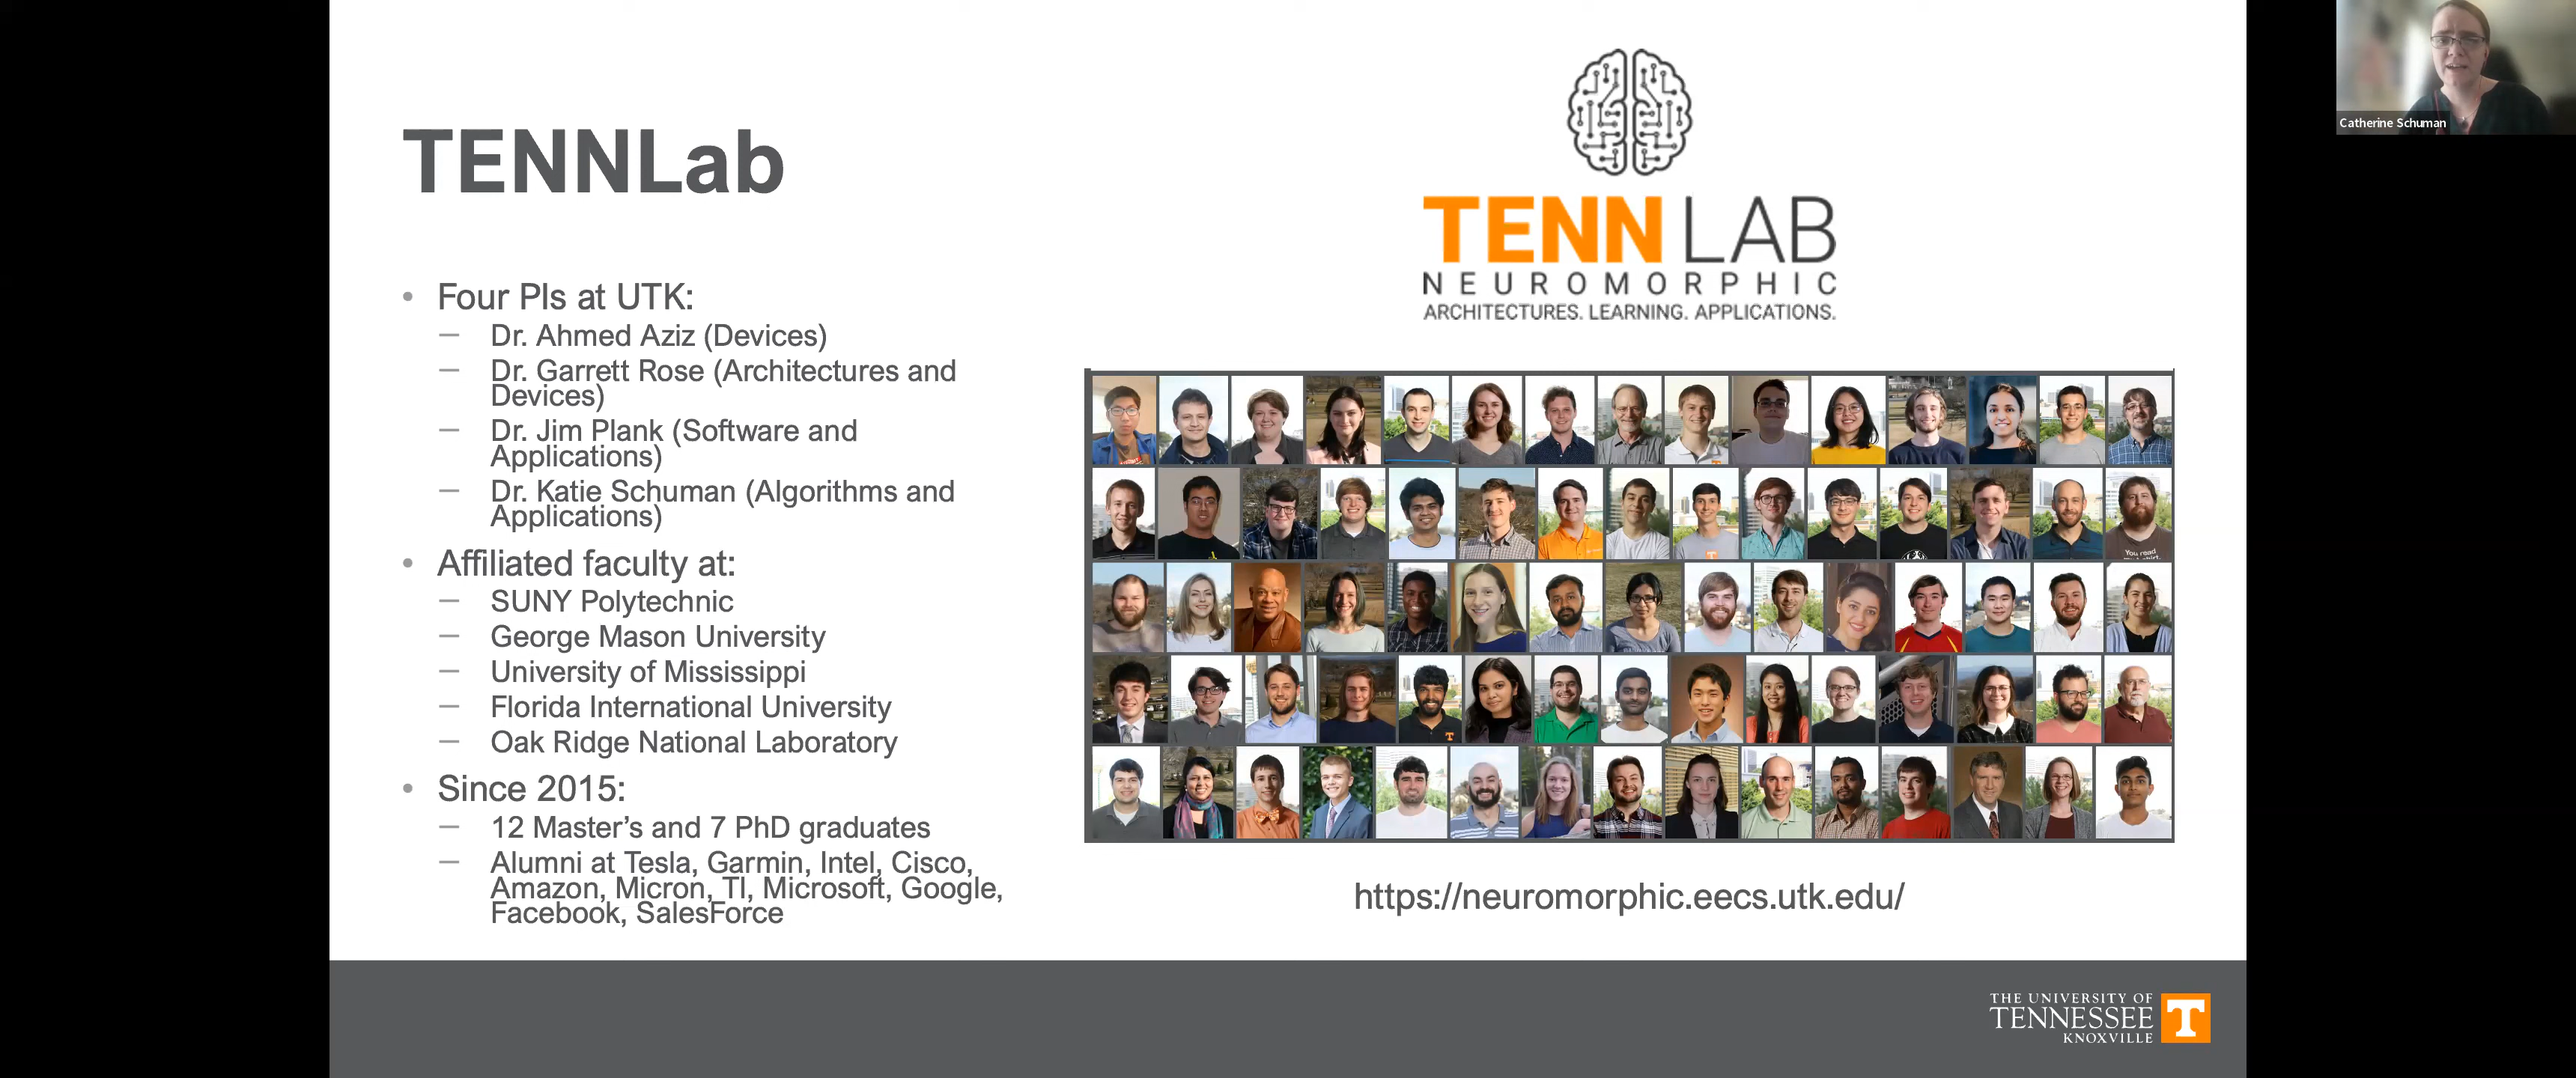 TENNLab
• Four PIs at UTK:
– Dr. Ahmed Aziz (Devices)
– Dr. Garrett Rose (Architectures and
Devices)
– Dr. Jim Plank (Software and
Applications)
– Dr. Katie Schuman (Algorithms and
Applications)
• Affiliated faculty at:
– SUNY Polytechnic
– George Mason University
– University of Mississippi
– Florida International University
– Oak Ridge National Laboratory
• Since 2015:
– 12 Master’s and 7 PhD graduates
– Alumni at Tesla, Garmin, Intel, Cisco,
Amazon, Micron, TI, Microsoft, Google,
Facebook, SalesForce
TENN LAB
NEUROMORPHIC
ARCHITECTURES. LEARNING. APPLICATIONS.
You read
https://neuromorphic.eecs.utk.edu/
THE UNIVERSITY OF
TENNESSEE
KNOXVILLE
T
Catherine Schuman